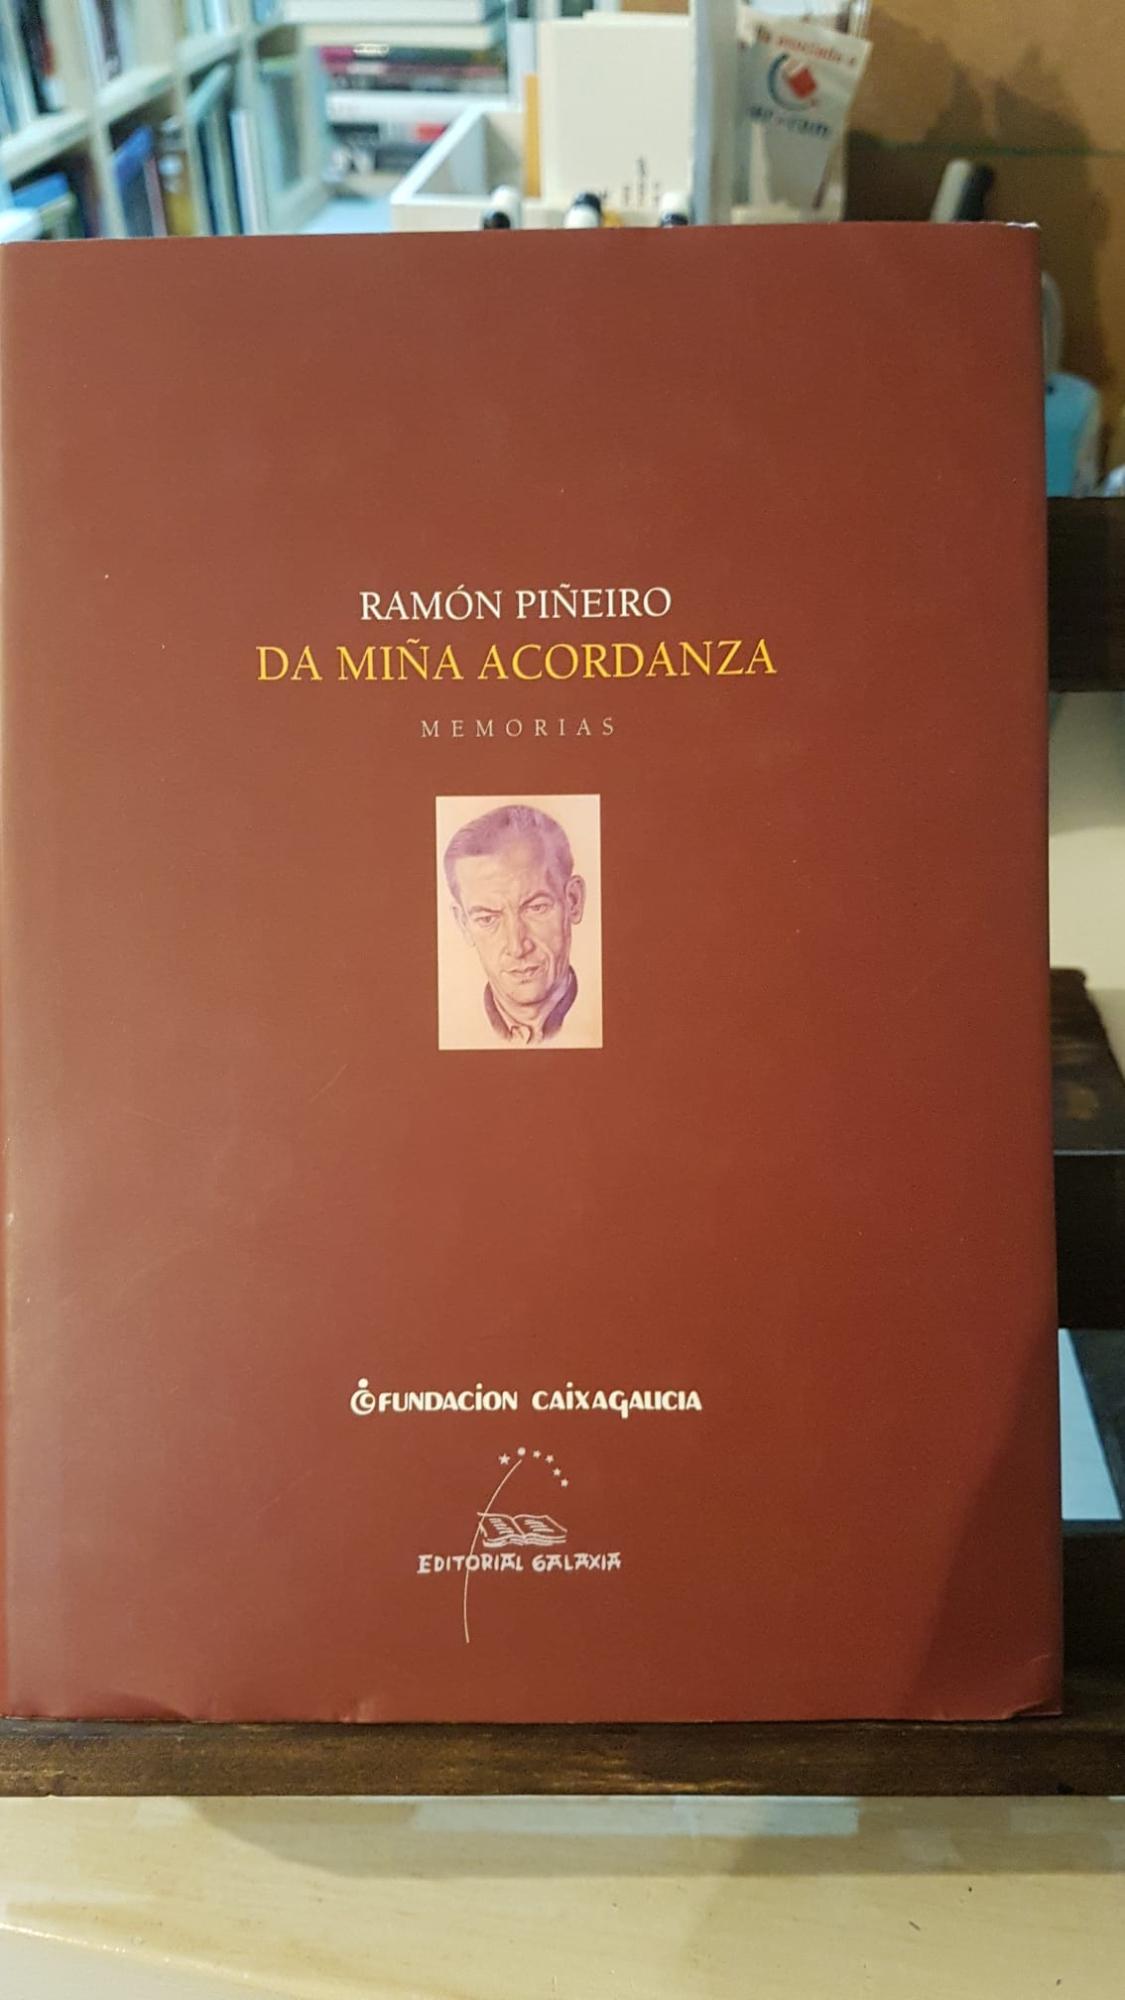 RAMÓN PIÑEIRO
DA MIÑA ACORDANZA
MEMORIAS
FUNDACION CAIXAGALICIA
EDITORIAL GALAXIA